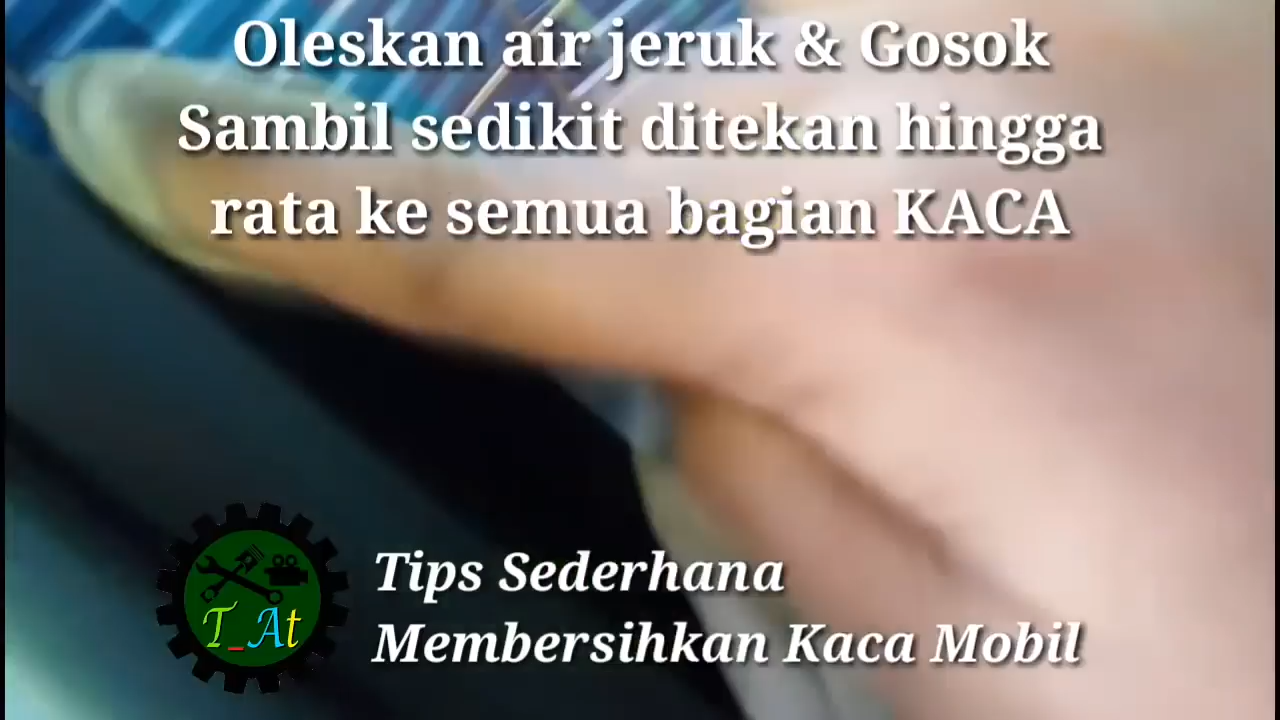 Oleskan air jeruk & Gosok
Sambil sedikit ditekan hingga
rata ke semua bagian KACA
Tips Sederhana
Membersihkan Kaca Mobil
T_At